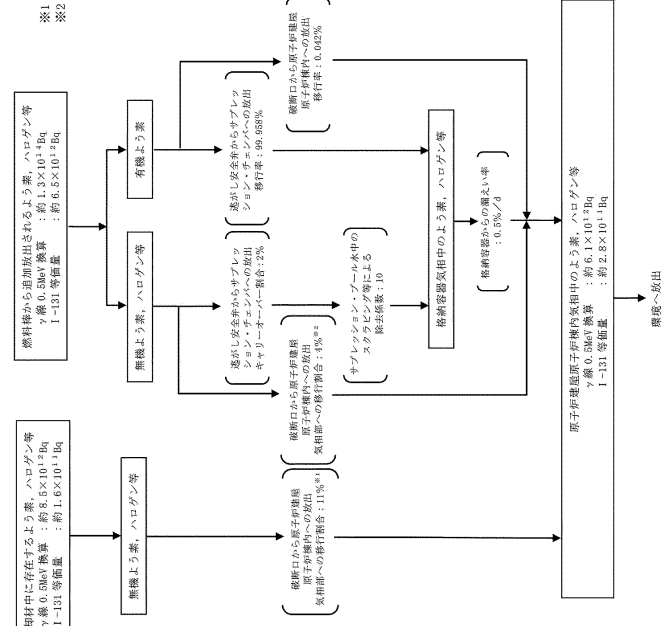 却材中に存在するよう素，ハロゲン等
γ線 0.5MeV 換算 ：約 8.5×10¹²Bq
I-131 等価量 ：約 1.6×10¹¹Bq
無機よう素，ハロゲン等
破断口から原子炉建屋
原子炉棟内への放出
気相部への移行割合：11%※1
燃料棒から追加放出されるよう素，ハロゲン等
γ線 0.5MeV 換算 ：約 1.3×10¹⁴Bq
I-131 等価量 ：約 6.5×10¹²Bq
無機よう素，ハロゲン等
有機よう素
破断口から原子炉建屋
原子炉棟内への放出
気相部への移行割合：4%※2
逃がし安全弁からサプレッ
ション・チェンバへの放出
キャリーオーバー割合：2%
サプレッション・プール水中の
スクラビング等による
除去係数：10
逃がし安全弁からサプレッ
ション・チェンバへの放出
移行率：99.958%
破断口から原子炉建屋
原子炉棟内への放出
移行率：0.042%
格納容器気相中のよう素，ハロゲン等
格納容器からの漏えい率
：0.5%/d
原子炉建屋原子炉棟内気相中のよう素，ハロゲン等
γ線 0.5MeV 換算 ：約 6.1×10¹²Bq
I-131 等価量 ：約 2.8×10¹¹Bq
環境へ放出
※1
※2